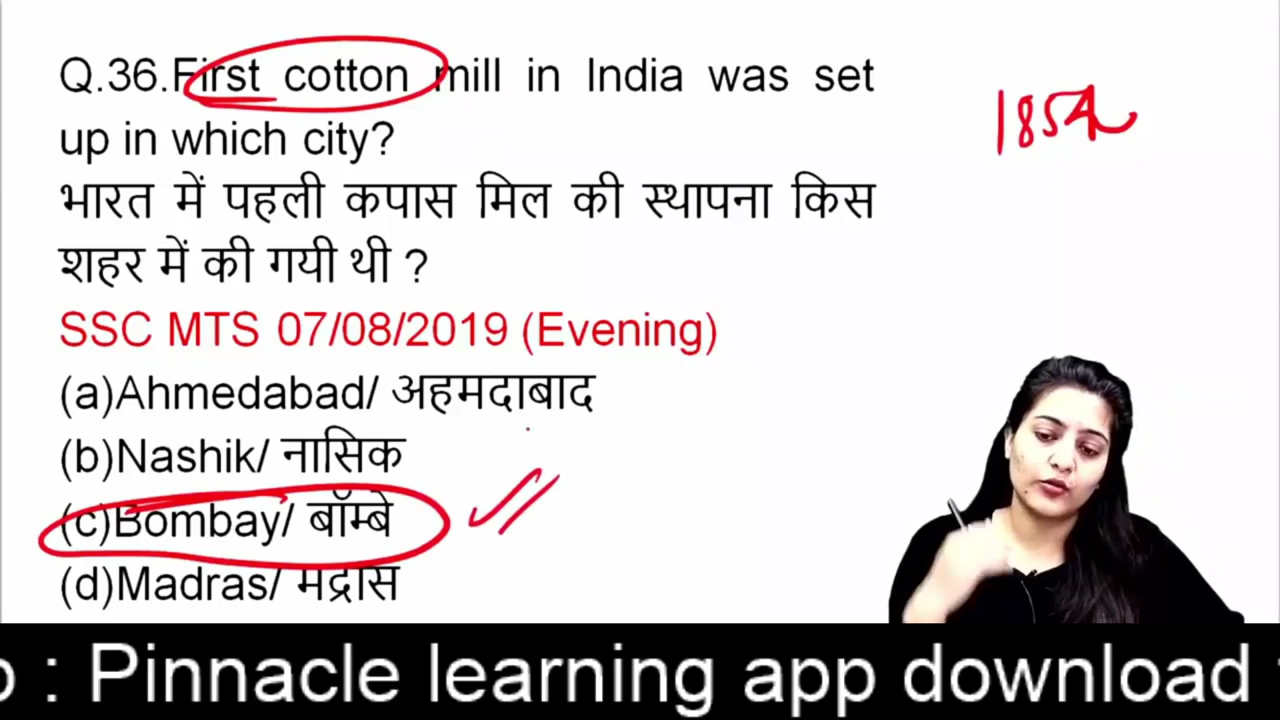 Q.36.First cotton mill in India was set
up in which city?
भारत में पहली कपास मिल की स्थापना किस
शहर में की गयी थी ?
SSC MTS 07/08/2019 (Evening)
(a)Ahmedabad/ अहमदाबाद
(b)Nashik/ नासिक
(c)Bombay/ बॉम्बे
(d)Madras/ मद्रास
1854
: Pinnacle learning app download